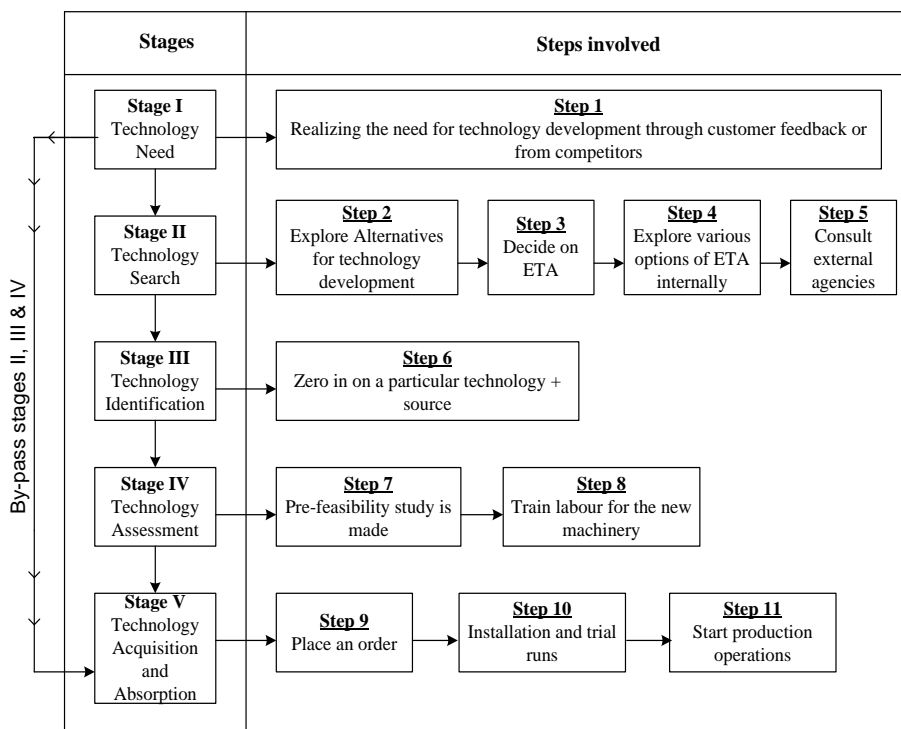 Stages
Steps involved
Stage I
Technology
Need
Step 1
Realizing the need for technology development through customer feedback or
from competitors
Stage II
Technology
Search
Step 2
Explore Alternatives
for technology
development
Step 3
Decide on
ETA
Step 4
Explore various
options of ETA
internally
Step 5
Consult
external
agencies
Stage III
Technology
Identification
Step 6
Zero in on a particular technology +
source
Stage IV
Technology
Assessment
Step 7
Pre-feasibility study is
made
Step 8
Train labour for the new
machinery
Stage V
Technology
Acquisition
and
Absorption
Step 9
Place an order
Step 10
Installation and trial
runs
Step 11
Start production
operations
By-pass stages II, III & IV